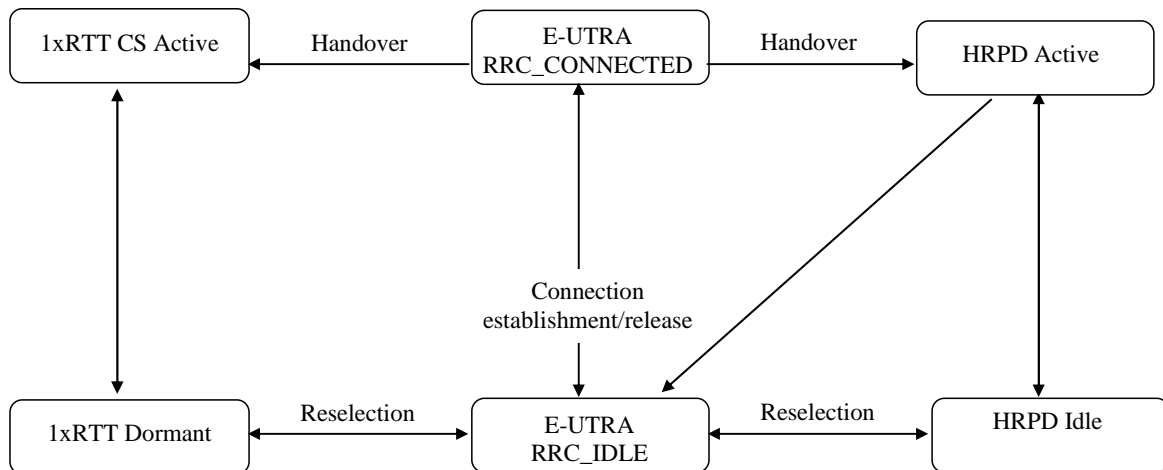 1xRTT CS Active
Handover
E-UTRA
RRC_CONNECTED
Handover
HRPD Active
Connection
establishment/release
1xRTT Dormant
Reselection
E-UTRA
RRC_IDLE
Reselection
HRPD Idle